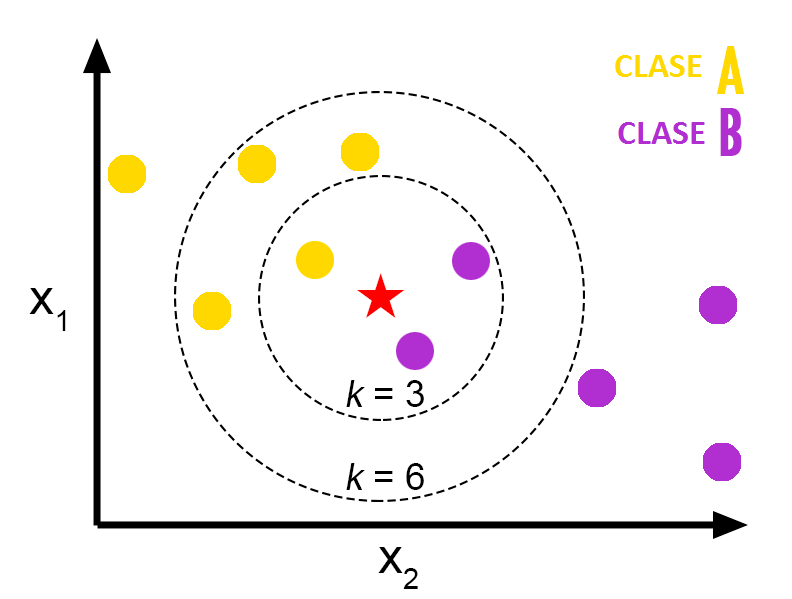 CLASE A
CLASE B
x₁
k = 3
k = 6
x₂